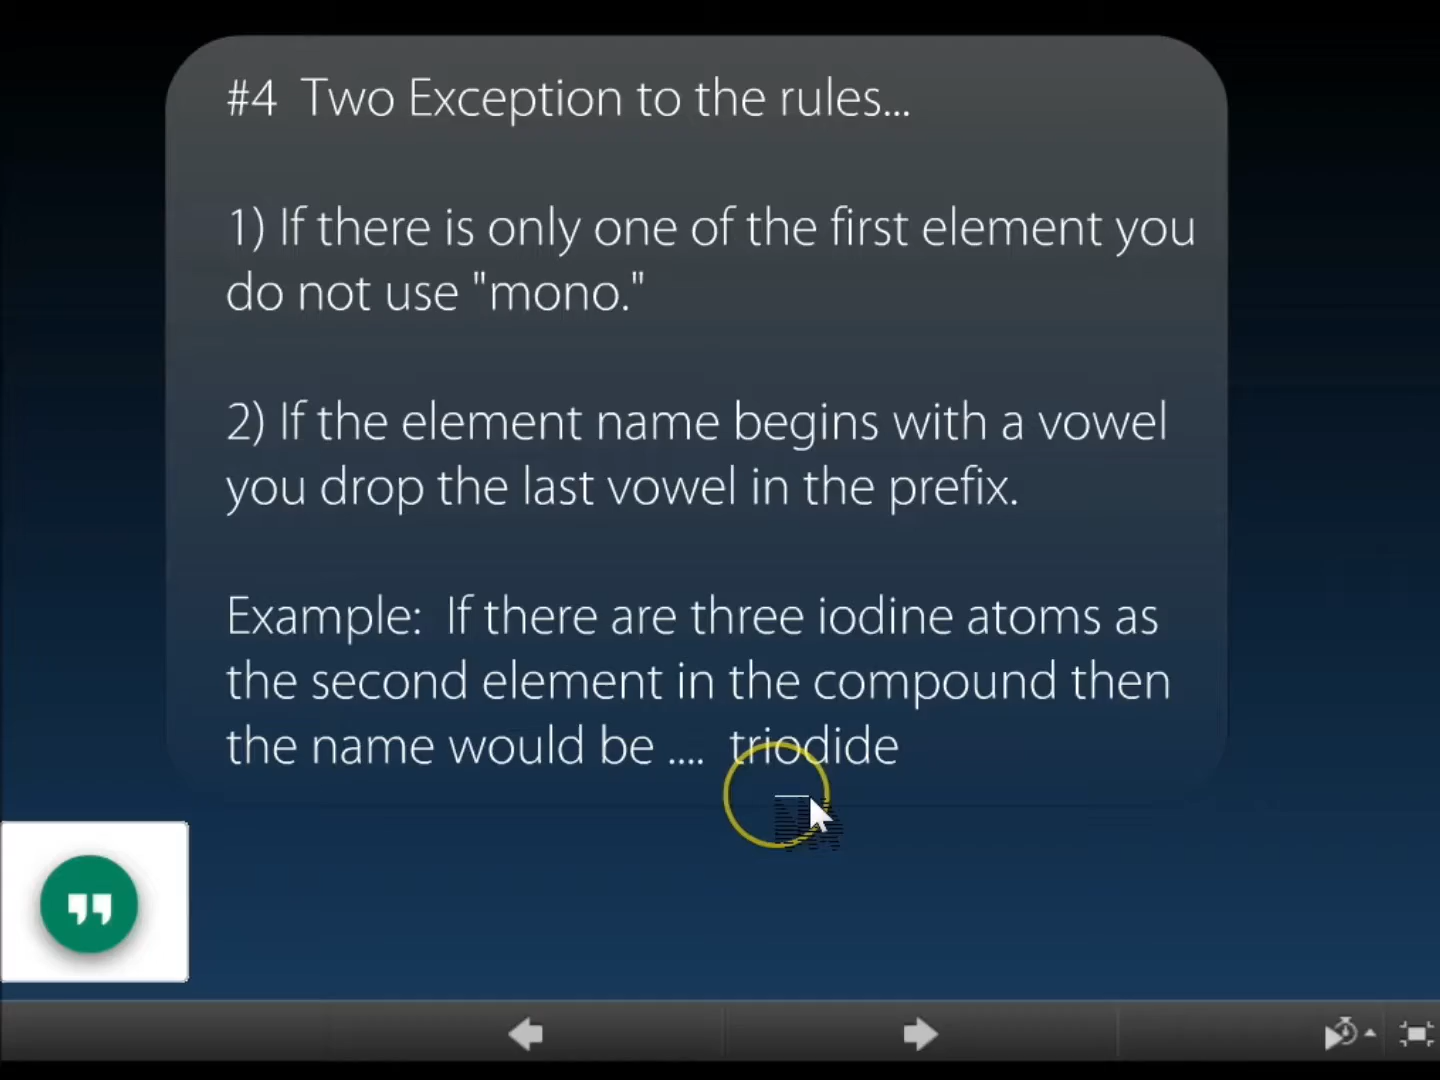 #4 Two Exception to the rules...
1) If there is only one of the first element you
do not use "mono."
2) If the element name begins with a vowel
you drop the last vowel in the prefix.
Example: If there are three iodine atoms as
the second element in the compound then
the name would be .... triodide